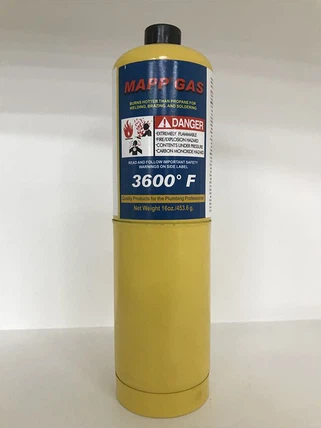 MAPP GAS
BURNS HOTTER THAN PROPANE FOR
WELDING, BRAZING, AND SOLDERING
DANGER
•EXTREMELY FLAMMABLE
•FIRE/EXPLOSION HAZARD
•CONTENTS UNDER PRESSURE
•CARBON MONOXIDE HAZARD
READ AND FOLLOW IMPORTANT SAFETY
WARNINGS ON SIDE LABEL
3600° F
Quality Products for the Plumbing Professional
Net Weight 16oz./453.6 g.